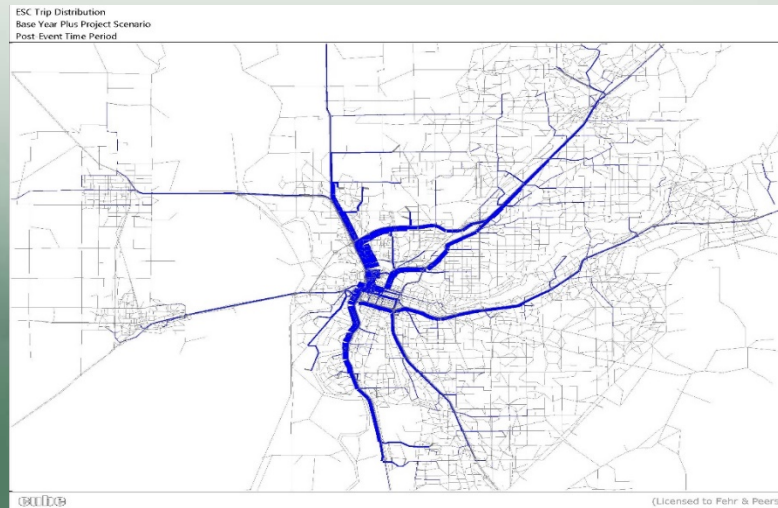 ESC Trip Distribution
Base Year Plus Project Scenario
Post-Event Time Period
cube
(Licensed to Fehr & Peers